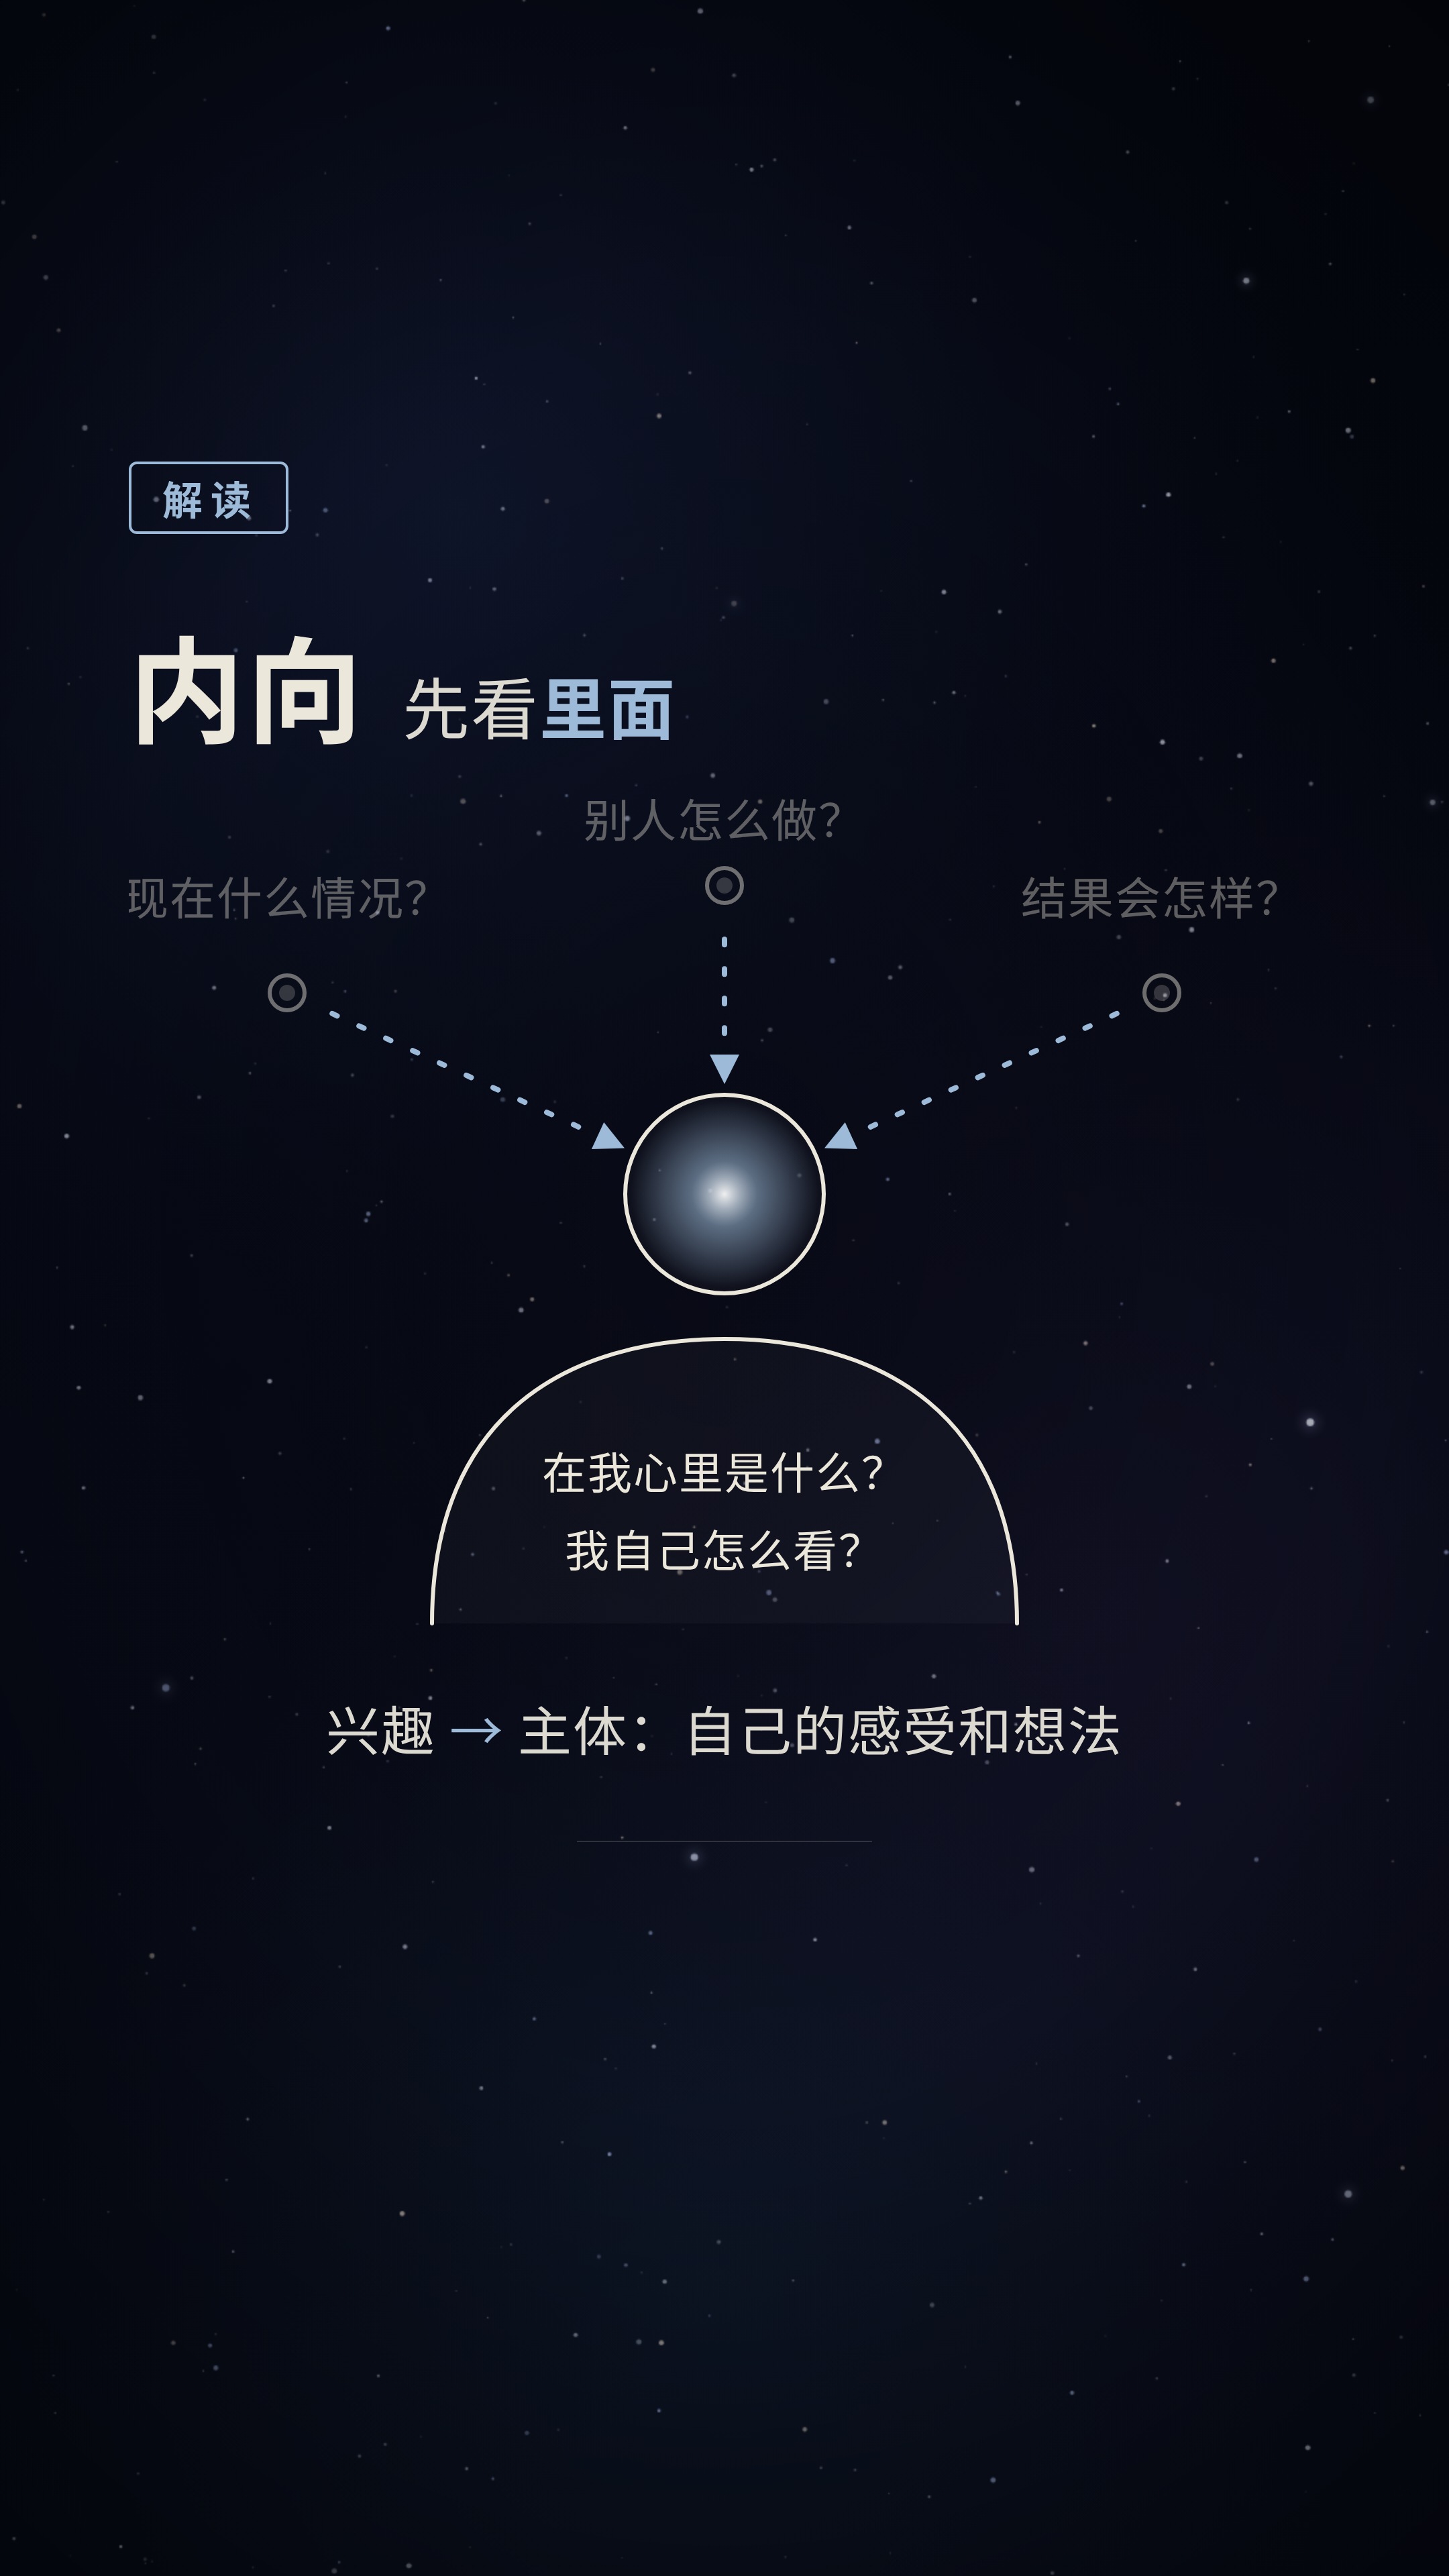 解读
内向 先看里面
别人怎么做？
现在什么情况？
结果会怎样？
在我心里是什么？
我自己怎么看？
兴趣 → 主体：自己的感受和想法